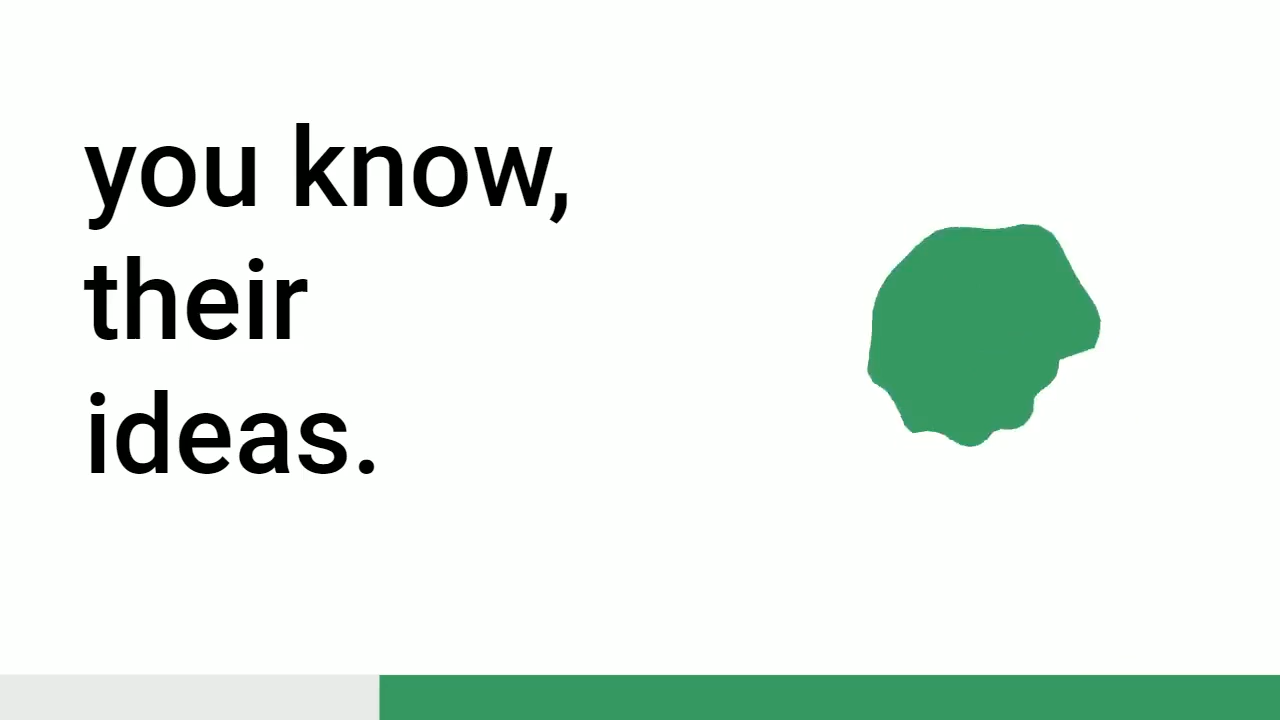 you know,
their
ideas.